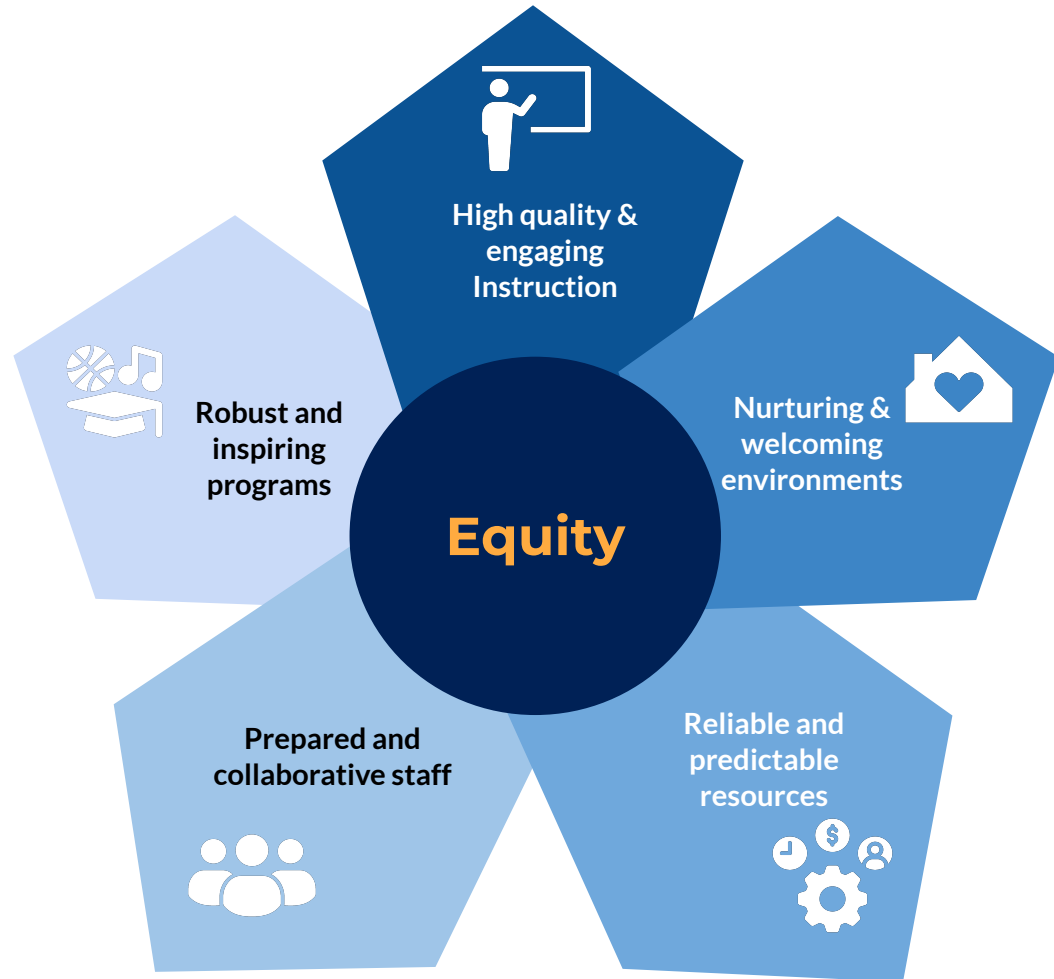 High quality &
engaging
Instruction
Nurturing &
welcoming
environments
Reliable and
predictable
resources
$
Prepared and
collaborative staff
Robust and
inspiring
programs
Equity